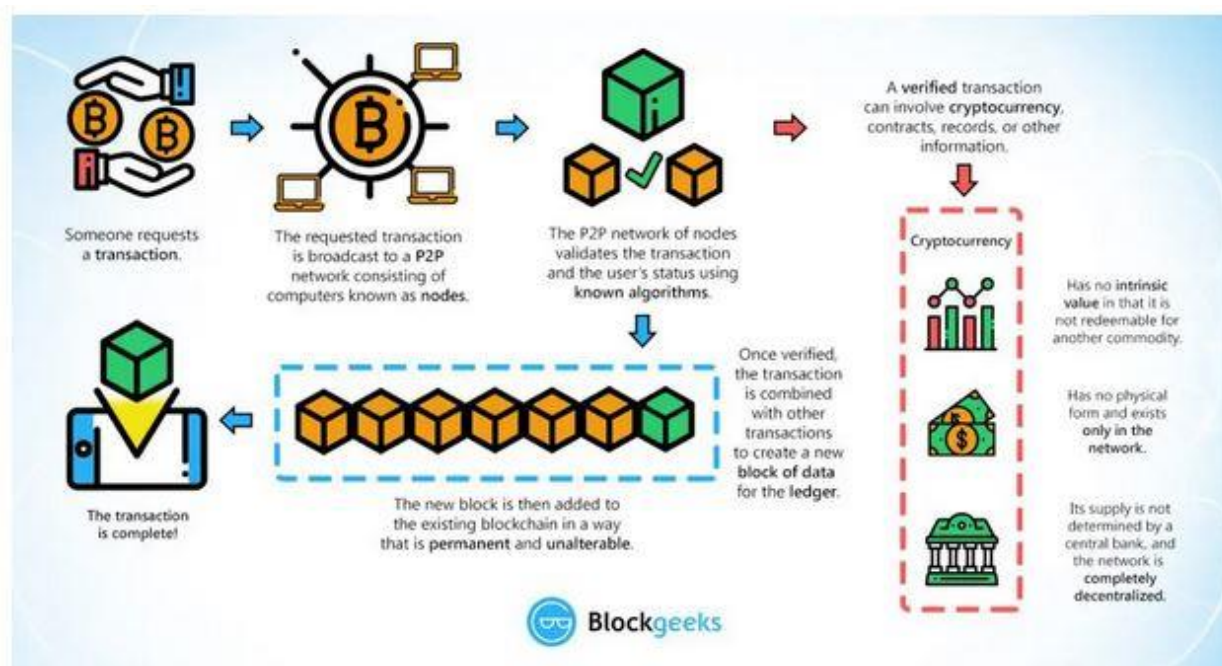 Someone requests
a transaction.
The requested transaction
is broadcast to a P2P
network consisting of
computers known as nodes.
The P2P network of nodes
validates the transaction
and the user's status using
known algorithms.
A verified transaction
can involve cryptocurrency,
contracts, records, or other
information.
Cryptocurrency
Has no intrinsic
value in that it is
not redeemable for
another commodity.
Has no physical
form and exists
only in the
network.
Its supply is not
determined by a
central bank, and
the network is
completely
decentralized.
Once verified,
the transaction
is combined
with other
transactions
to create a new
block of data
for the ledger.
The new block is then added to
the existing blockchain in a way
that is permanent and unalterable.
The transaction
is complete!
Blockgeeks